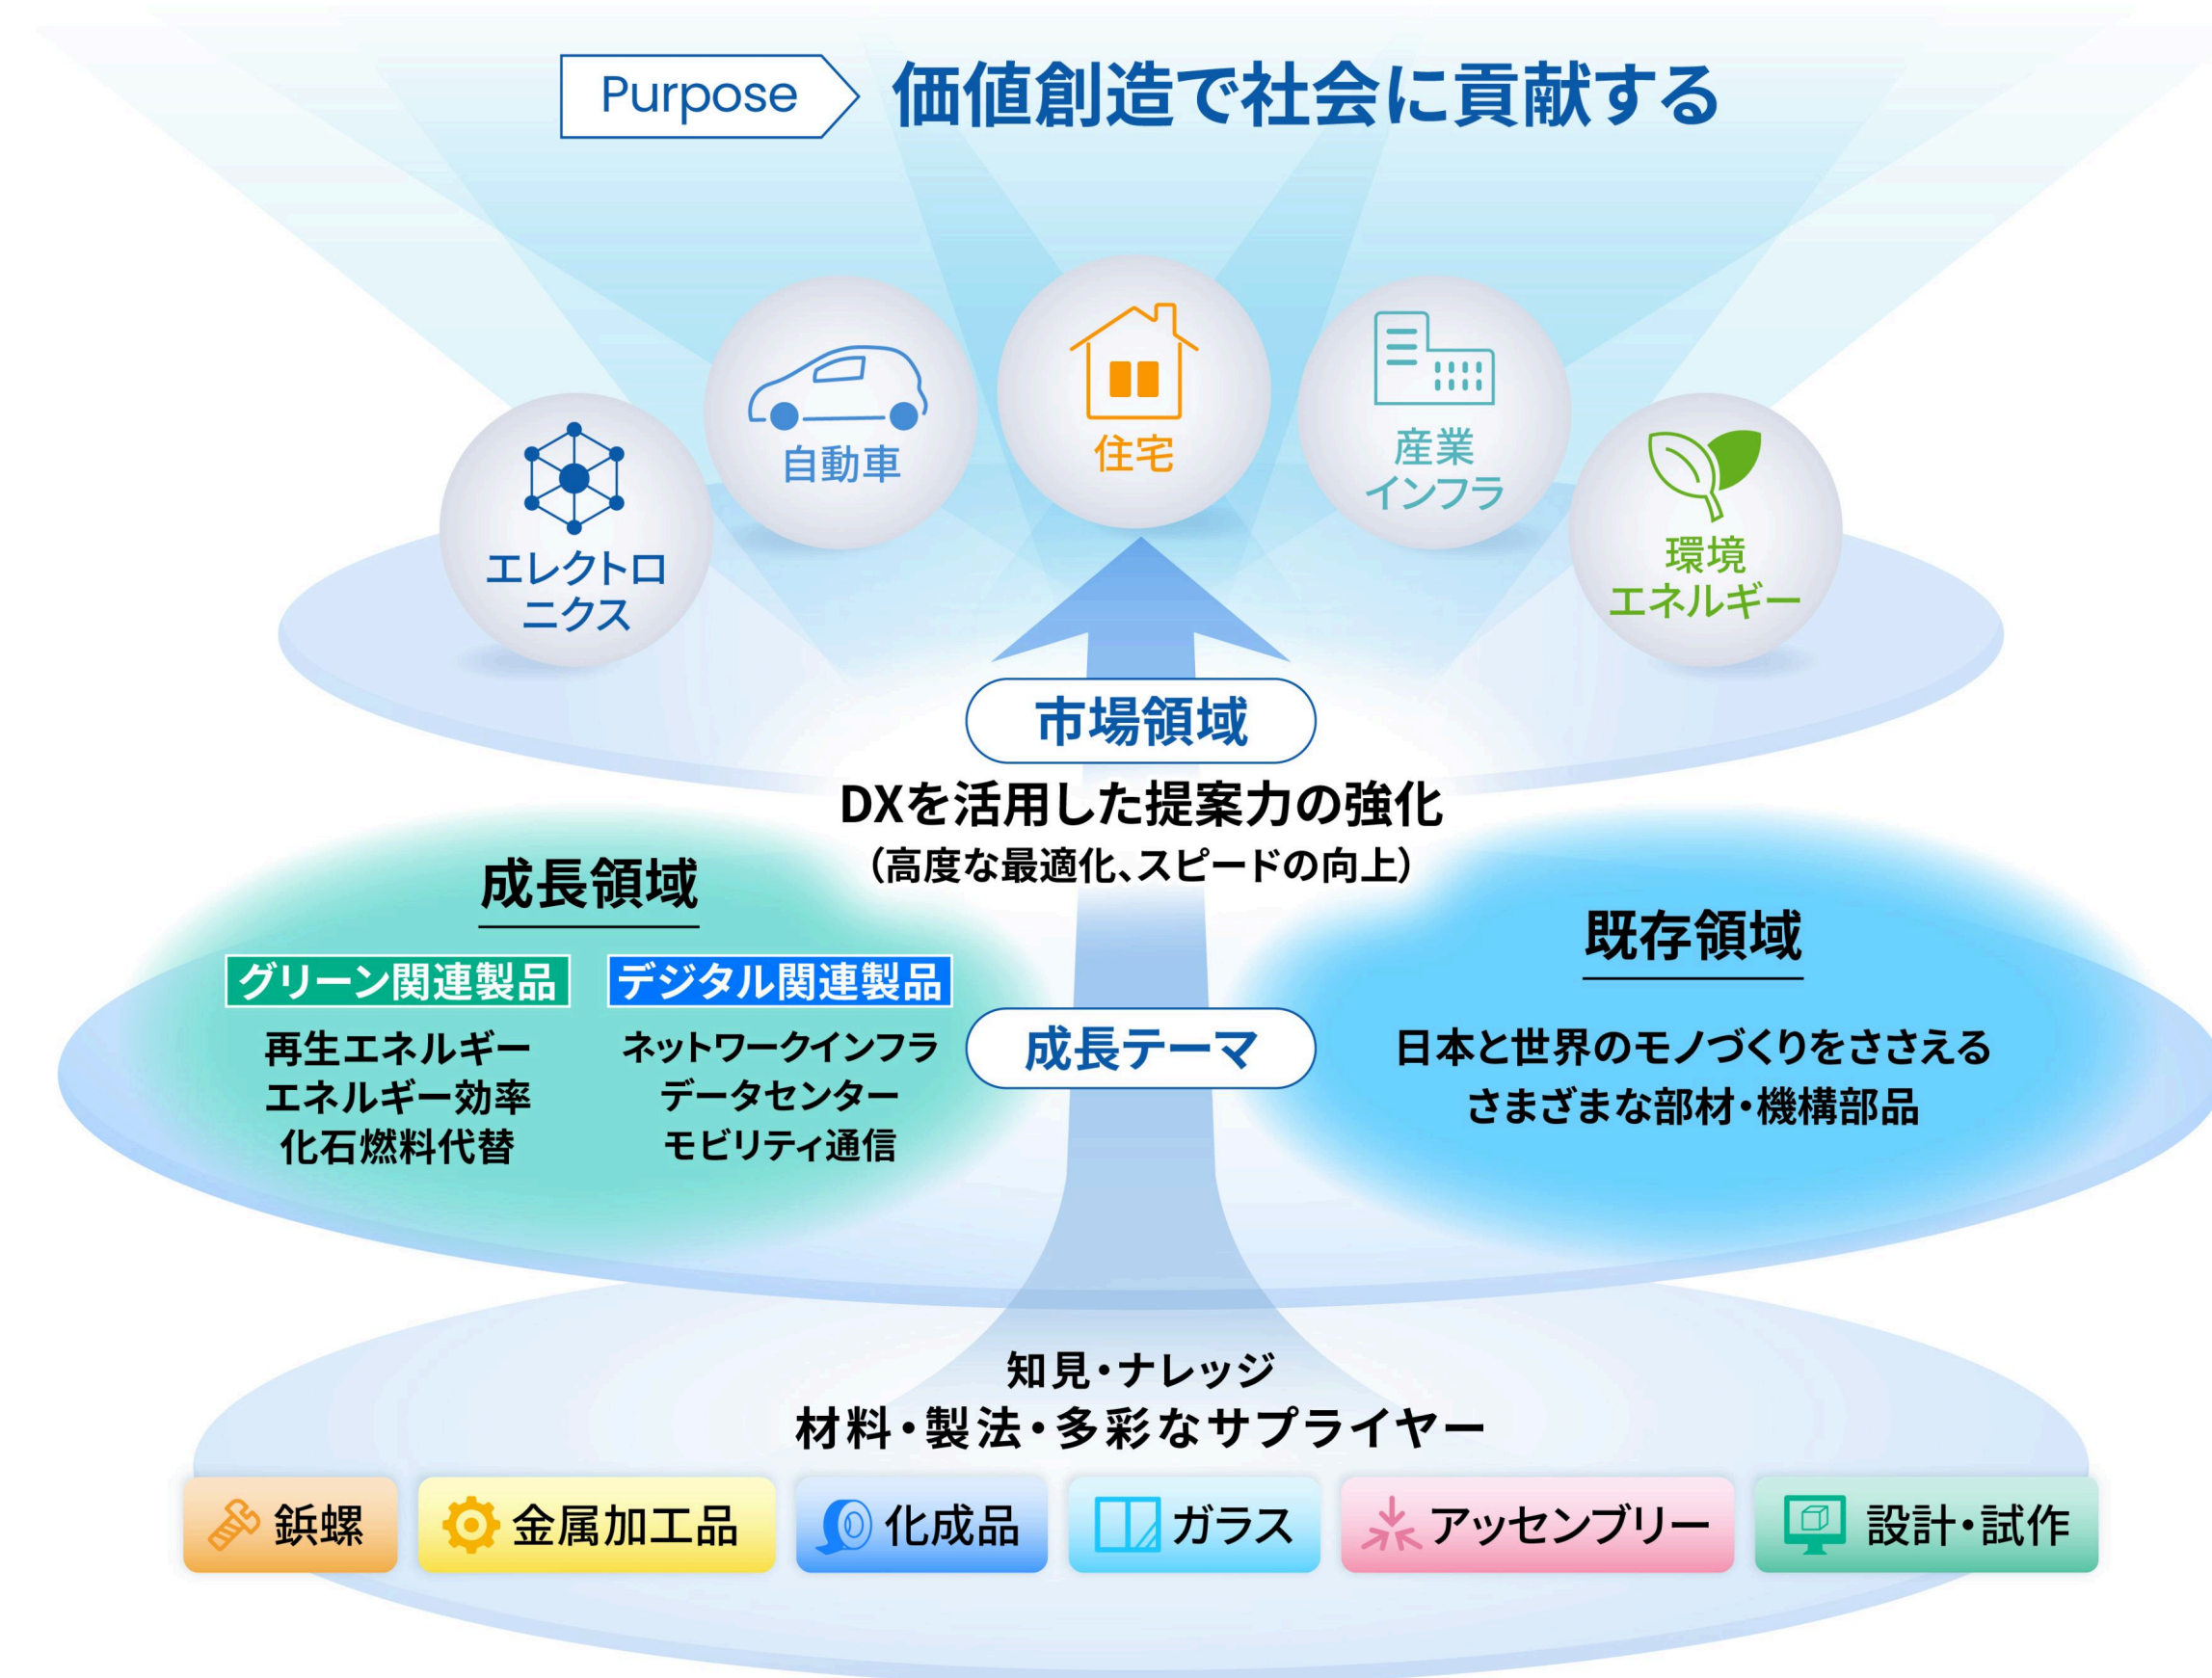 Purpose
価値創造で社会に貢献する
エレクトロ
ニクス
自動車
住宅
産業
インフラ
環境
エネルギー
市場領域
DXを活用した提案力の強化
（高度な最適化、スピードの向上）
成長領域
グリーン関連製品
再生エネルギー
エネルギー効率
化石燃料代替
デジタル関連製品
ネットワークインフラ
データセンター
モビリティ通信
成長テーマ
既存領域
日本と世界のモノづくりをささえる
さまざまな部材・機構部品
知見・ナレッジ
材料・製法・多彩なサプライヤー
鋲螺
金属加工品
化成品
ガラス
アッセンブリー
設計・試作